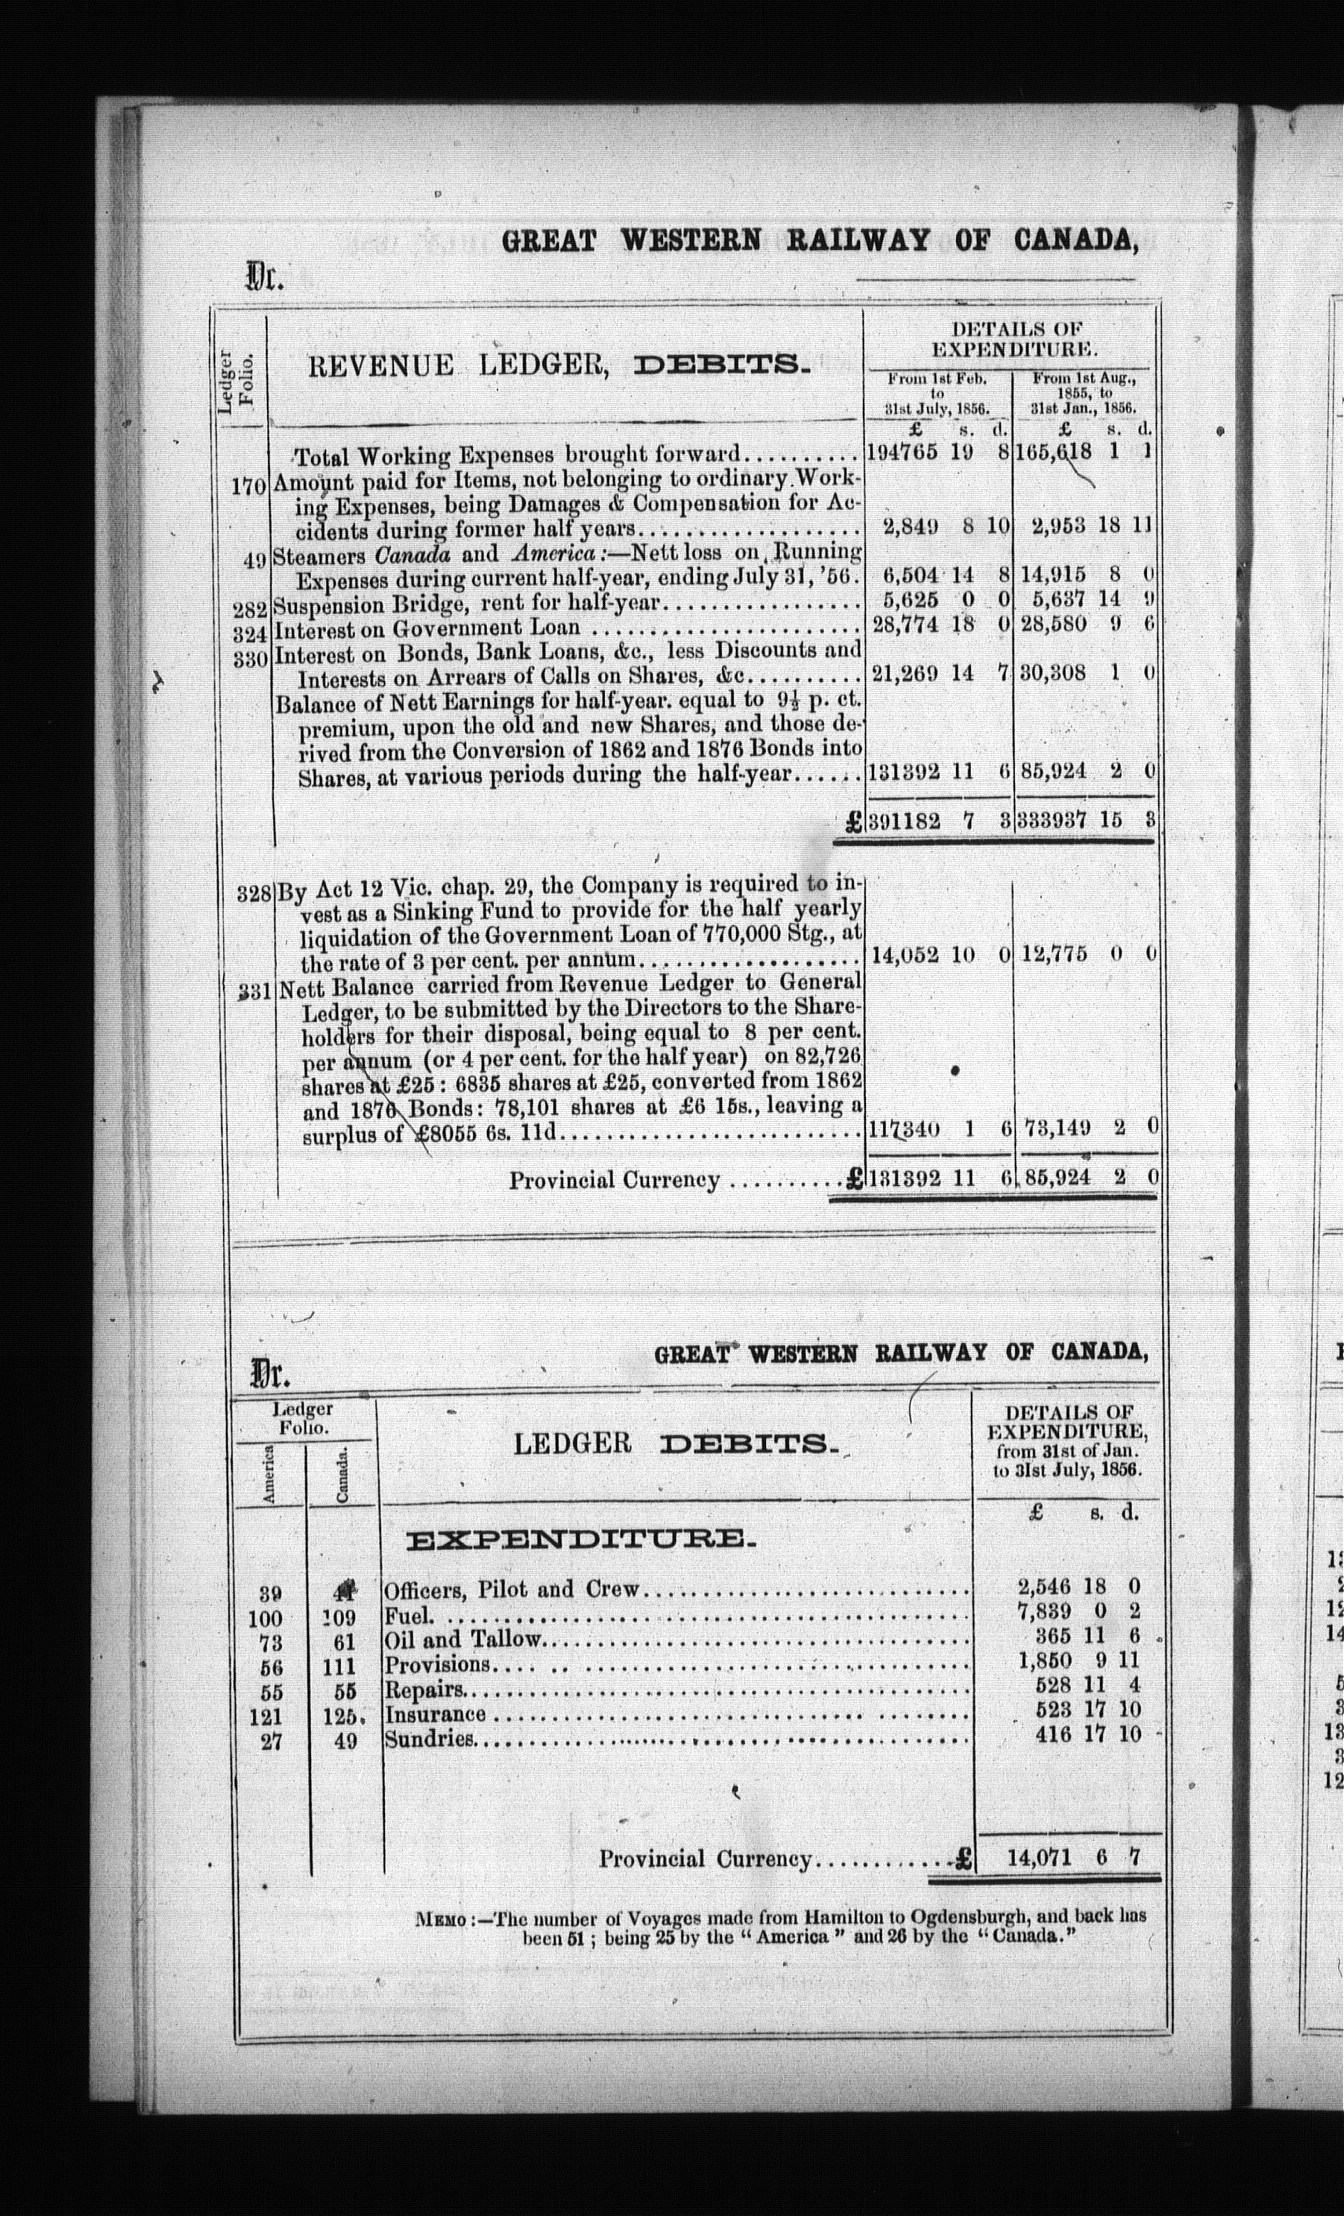 GREAT WESTERN RAILWAY OF CANADA,
Dr.
Ledger Folio.
REVENUE LEDGER, DEBITS.
DETAILS OF
EXPENDITURE.
From 1st Feb. to 31st July, 1856.
From 1st Aug., 1855, to 31st Jan., 1856.
£ s. d. £ s. d.
Total Working Expenses brought forward.......... 194765 19 8 165,618 1 1
170 Amount paid for Items, not belonging to ordinary Work-
ing Expenses, being Damages & Compensation for Ac-
cidents during former half years.................... 2,849 8 10 2,953 18 11
49 Steamers Canada and America:—Nett loss on Running
Expenses during current half-year, ending July 31, '56. 6,504 14 8 14,915 8 0
282 Suspension Bridge, rent for half-year.................. 5,625 0 0 5,637 14 9
324 Interest on Government Loan ........................ 28,774 18 0 28,580 9 6
330 Interest on Bonds, Bank Loans, &c., less Discounts and
Interests on Arrears of Calls on Shares, &c.......... 21,269 14 7 30,308 1 0
Balance of Nett Earnings for half-year. equal to 9½ p. ct.
premium, upon the old and new Shares, and those de-
rived from the Conversion of 1862 and 1876 Bonds into
Shares, at various periods during the half-year...... 131392 11 6 85,924 2 0
£ 391182 7 3 333937 15 3
328 By Act 12 Vic. chap. 29, the Company is required to in-
vest as a Sinking Fund to provide for the half yearly
liquidation of the Government Loan of 770,000 Stg., at
the rate of 3 per cent. per annum.................... 14,052 10 0 12,775 0 0
331 Nett Balance carried from Revenue Ledger to General
Ledger, to be submitted by the Directors to the Share-
holders for their disposal, being equal to 8 per cent.
per annum (or 4 per cent. for the half year) on 82,726
shares at £25: 6835 shares at £25, converted from 1862
and 1876 Bonds: 78,101 shares at £6 15s., leaving a
surplus of £8055 6s. 11d........................... 117340 1 6 73,149 2 0
Provincial Currency ..........£ 131392 11 6 85,924 2 0
GREAT WESTERN RAILWAY OF CANADA,
Dr.
Ledger
Folio.
America
Canada.
LEDGER DEBITS.
DETAILS OF
EXPENDITURE,
from 31st of Jan.
to 31st July, 1856.
£ s. d.
EXPENDITURE.
39 Officers, Pilot and Crew............................ 2,546 18 0
100 109 Fuel. ............................................ 7,839 0 2
73 61 Oil and Tallow...................................... 365 11 6
56 111 Provisions.... .. .................................. 1,850 9 11
55 55 Repairs............................................. 528 11 4
121 125. Insurance ......................................... 523 17 10
27 49 Sundries............................................ 416 17 10
Provincial Currency.............£ 14,071 6 7
MEMO:—The number of Voyages made from Hamilton to Ogdensburgh, and back has
been 51; being 25 by the "America" and 26 by the "Canada."